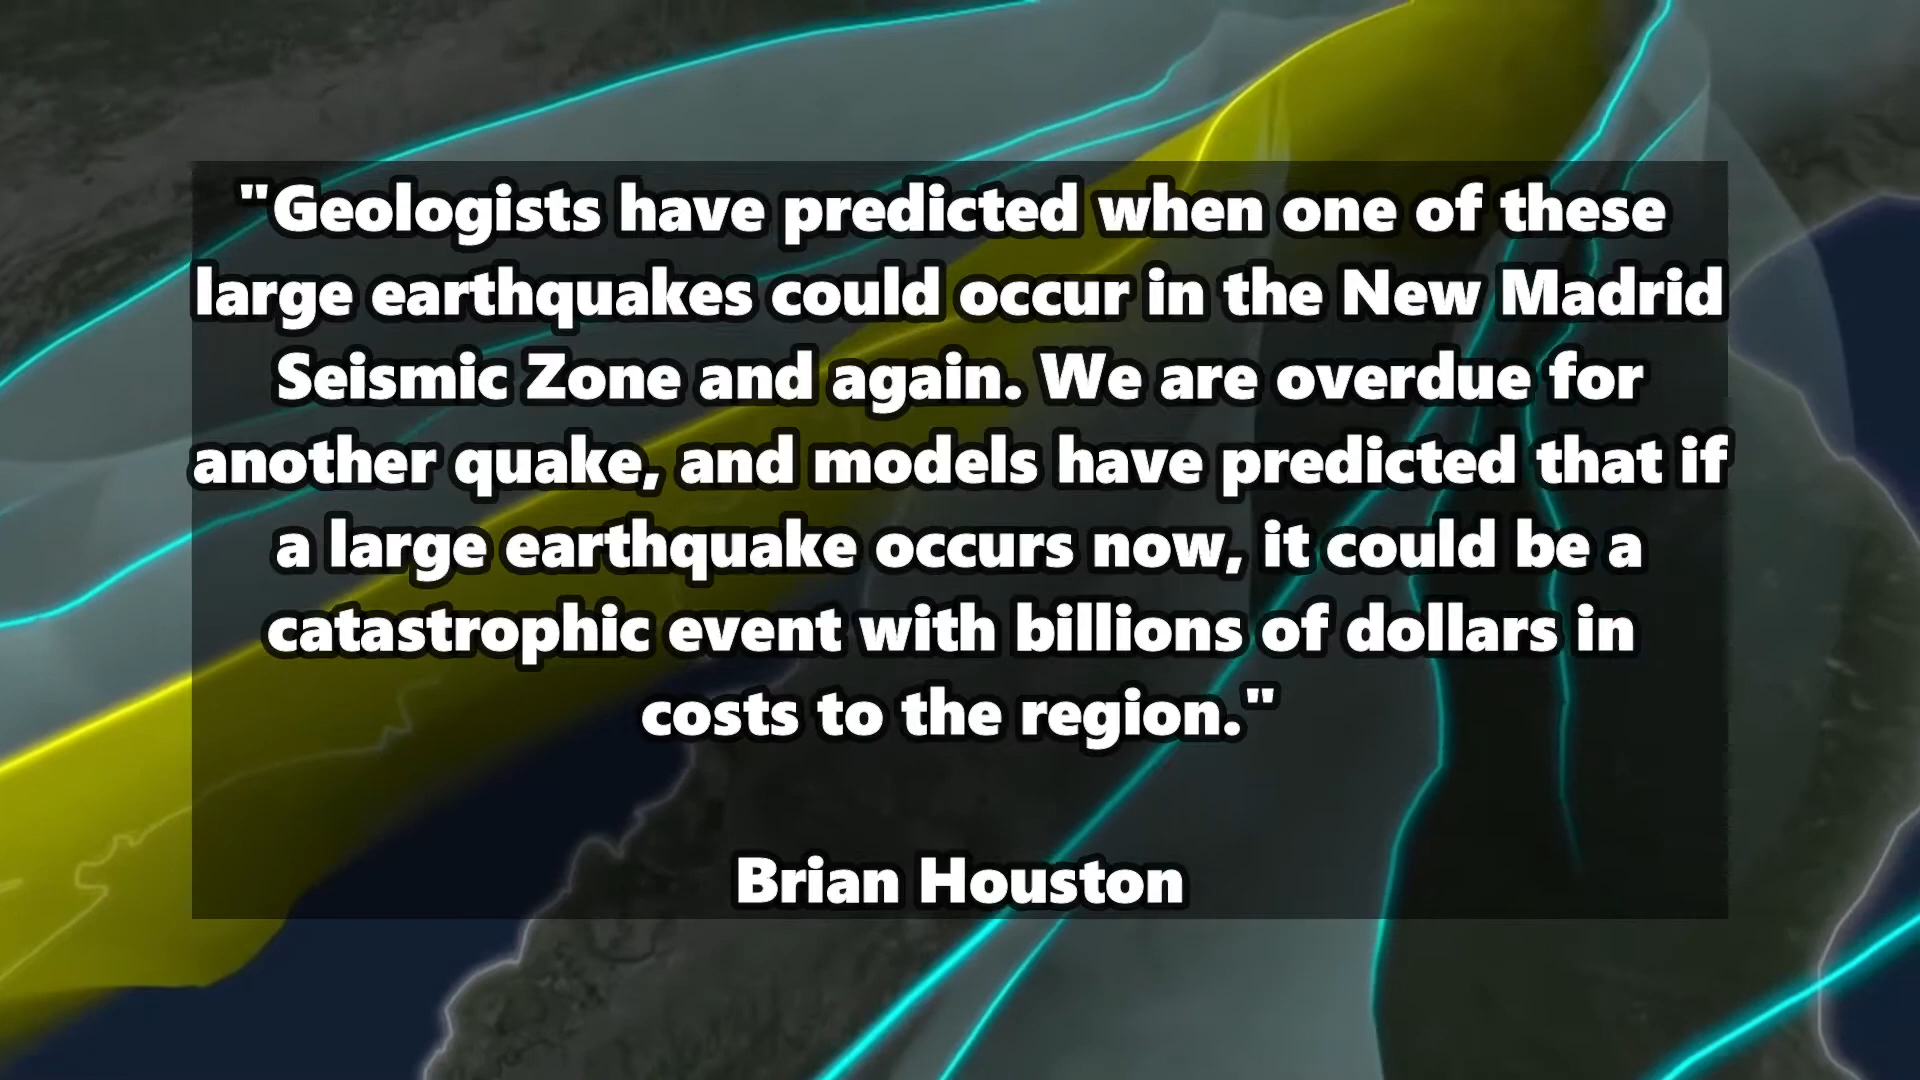 "Geologists have predicted when one of these
large earthquakes could occur in the New Madrid
Seismic Zone and again. We are overdue for
another quake, and models have predicted that if
a large earthquake occurs now, it could be a
catastrophic event with billions of dollars in
costs to the region."
Brian Houston